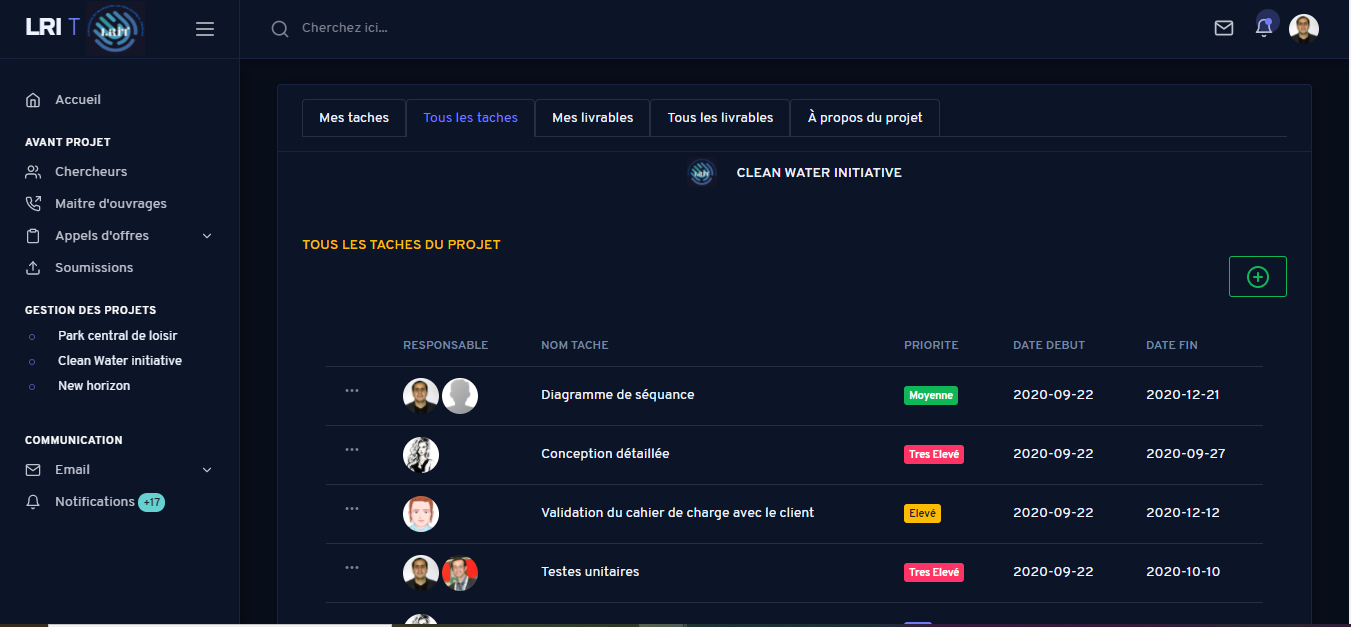 LRI T
LRIT
Cherchez ici...
Accueil
AVANT PROJET
Chercheurs
Maitre d'ouvrages
Appels d'offres
Soumissions
GESTION DES PROJETS
Park central de loisir
Clean Water initiative
New horizon
COMMUNICATION
Email
Notifications +17
Mes taches Tous les taches Mes livrables Tous les livrables À propos du projet
CLEAN WATER INITIATIVE
TOUS LES TACHES DU PROJET
RESPONSABLE NOM TACHE PRIORITE DATE DEBUT DATE FIN
Diagramme de séquance Moyenne 2020-09-22 2020-12-21
Conception détaillée Tres Elevé 2020-09-22 2020-09-27
Validation du cahier de charge avec le client Elevé 2020-09-22 2020-12-12
Testes unitaires Tres Elevé 2020-09-22 2020-10-10